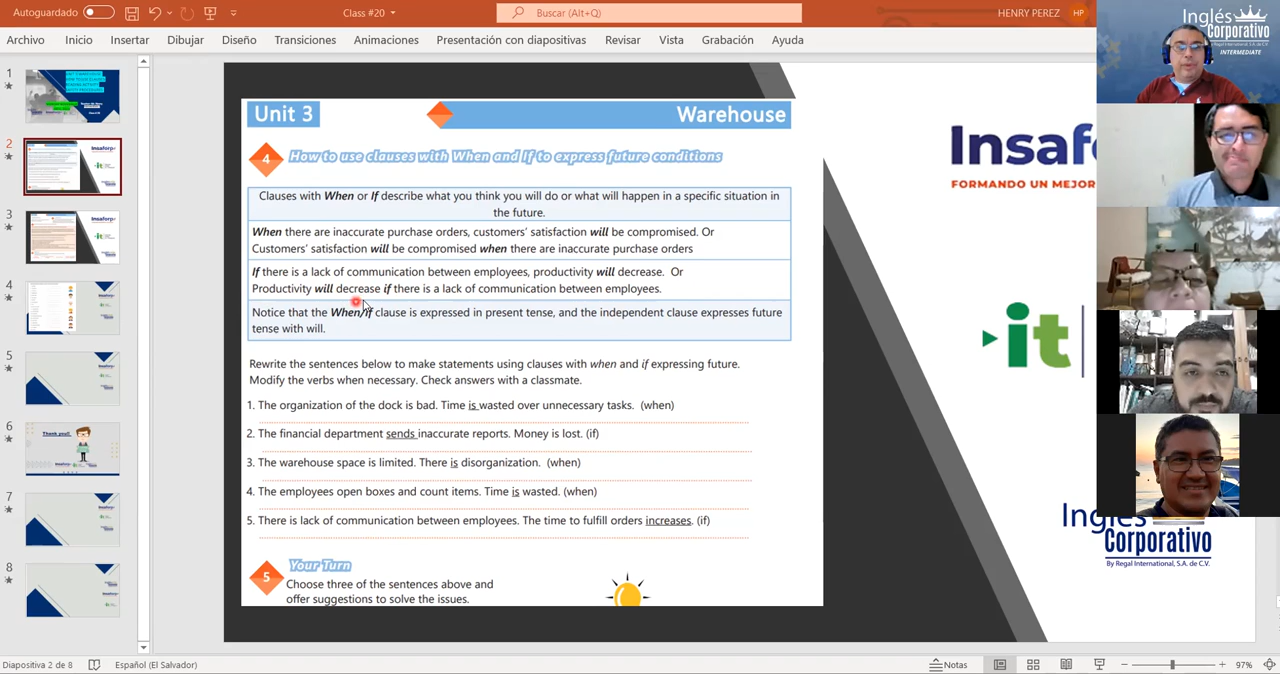 Autoguardado
Class #20
Buscar (Alt+Q)
HENRY PEREZ
HP
Archivo Inicio Insertar Dibujar Diseño Transiciones Animaciones Presentación con diapositivas Revisar Vista Grabación Ayuda
Inglés
Corporativo
by Regal International, S.A. de C.V.
INTERMEDIATE
1
2
3
4
5
6
Thank you!!
7
8
Unit 3
Warehouse
4 How to use clauses with When and If to express future conditions
Clauses with When or If describe what you think you will do or what will happen in a specific situation in
the future.
When there are inaccurate purchase orders, customers’ satisfaction will be compromised. Or
Customers’ satisfaction will be compromised when there are inaccurate purchase orders
If there is a lack of communication between employees, productivity will decrease. Or
Productivity will decrease if there is a lack of communication between employees.
Notice that the When/If clause is expressed in present tense, and the independent clause expresses future
tense with will.
Rewrite the sentences below to make statements using clauses with when and if expressing future.
Modify the verbs when necessary. Check answers with a classmate.
1. The organization of the dock is bad. Time is wasted over unnecessary tasks. (when)
2. The financial department sends inaccurate reports. Money is lost. (if)
3. The warehouse space is limited. There is disorganization. (when)
4. The employees open boxes and count items. Time is wasted. (when)
5. There is lack of communication between employees. The time to fulfill orders increases. (if)
5 Your Turn
Choose three of the sentences above and
offer suggestions to solve the issues.
Insafo
FORMANDO UN MEJOR
it
Inglés
Corporativo
By Regal International, S.A. de C.V.
Diapositiva 2 de 8
Español (El Salvador)
Notas
97%